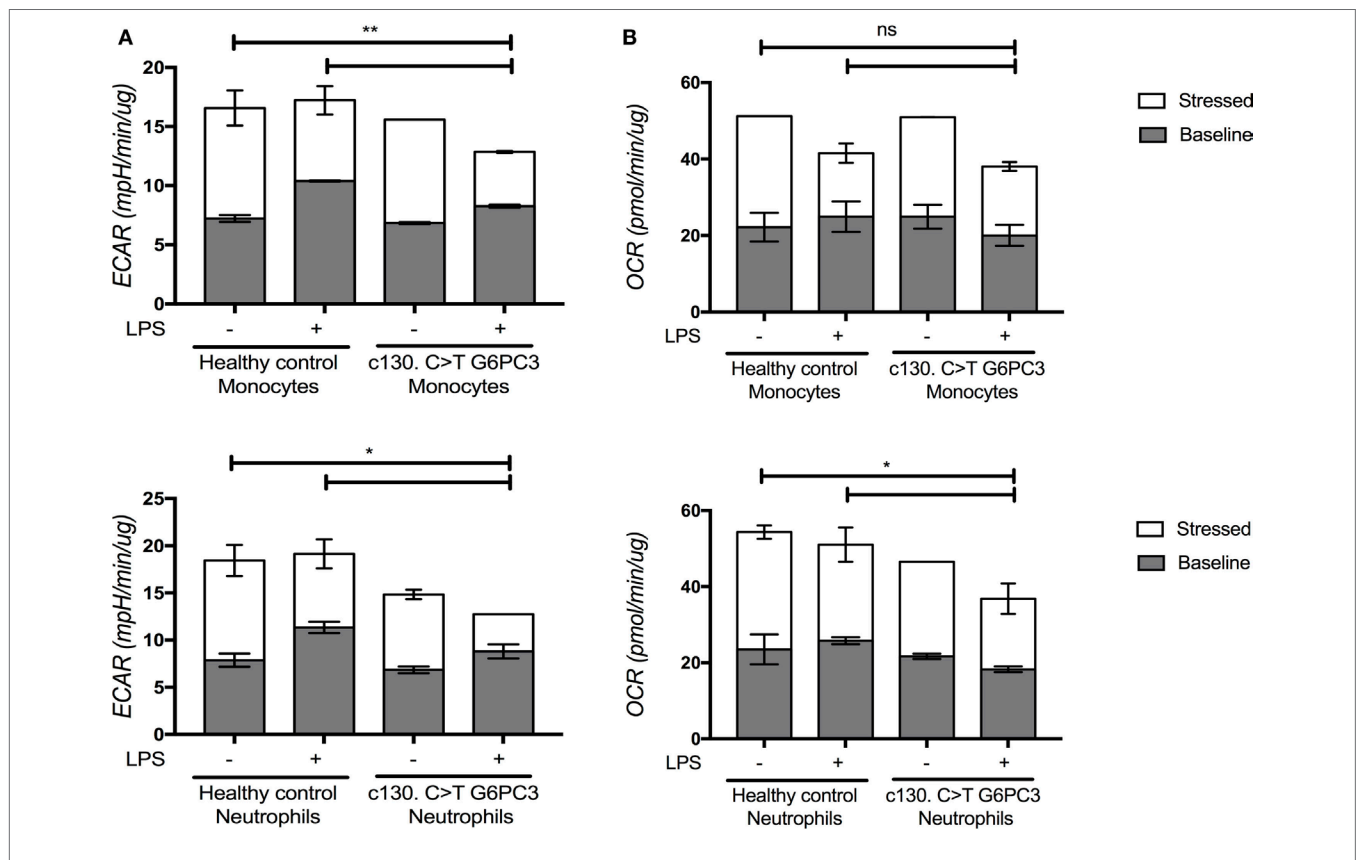 A
**
ECAR (mpH/min/ug)
20
15
10
5
0
LPS - + - +
Healthy control c130. C>T G6PC3
Monocytes Monocytes
B
ns
OCR (pmol/min/ug)
60
40
20
0
LPS - + - +
Healthy control c130. C>T G6PC3
Monocytes Monocytes
Stressed
Baseline
*
ECAR (mpH/min/ug)
25
20
15
10
5
0
LPS - + - +
Healthy control c130. C>T G6PC3
Neutrophils Neutrophils
*
OCR (pmol/min/ug)
60
40
20
0
LPS - + - +
Healthy control c130. C>T G6PC3
Neutrophils Neutrophils
Stressed
Baseline